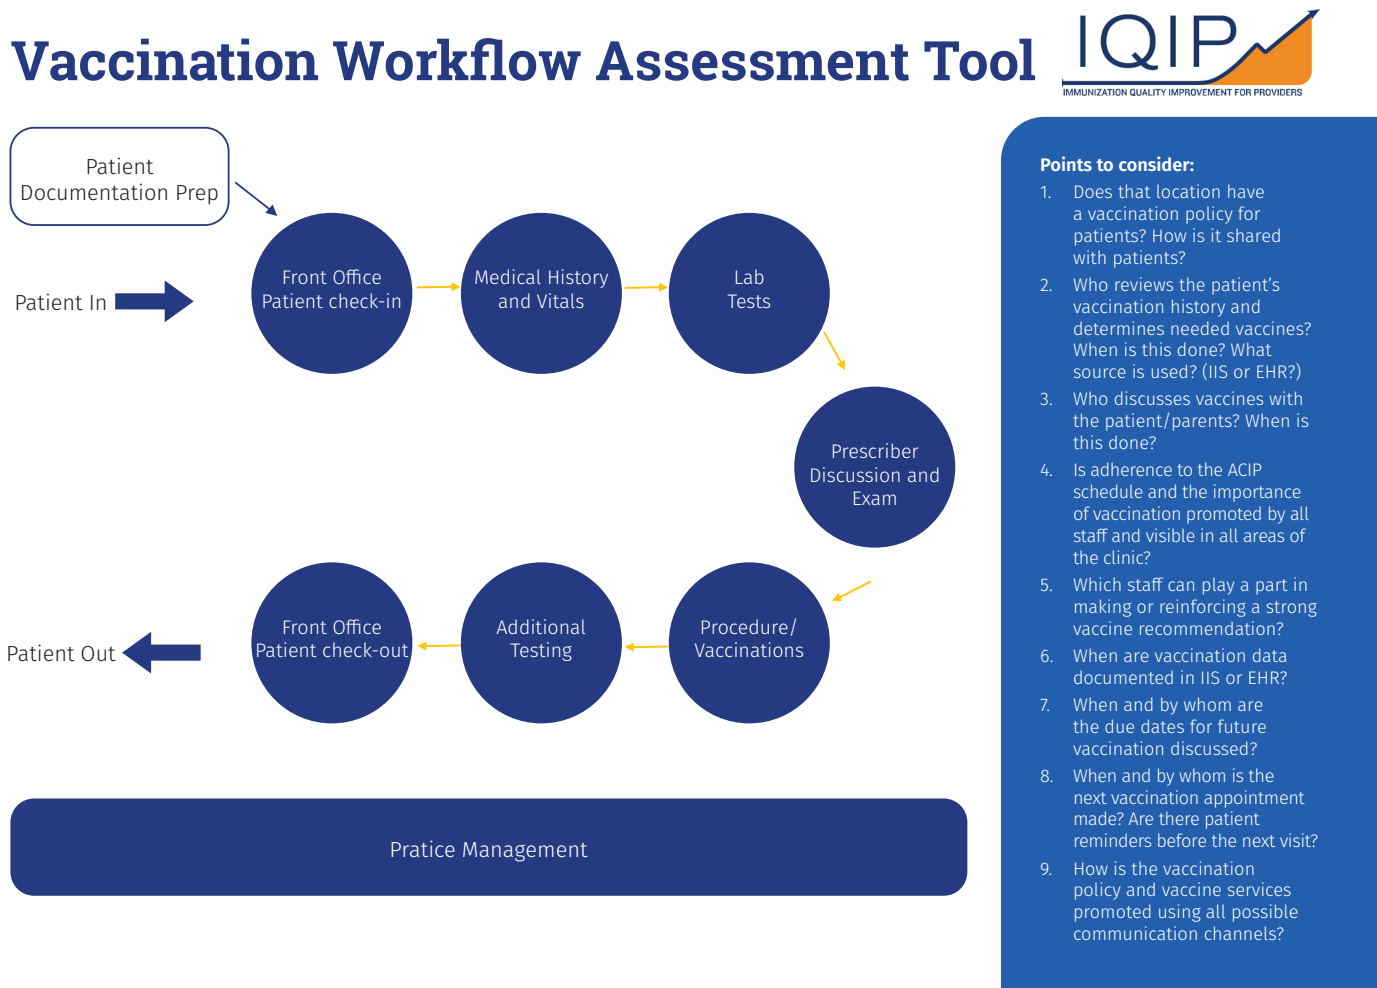 Vaccination Workflow Assessment Tool
IQIP
IMMUNIZATION QUALITY IMPROVEMENT FOR PROVIDERS
Patient
Documentation Prep
Patient In
Front Office
Patient check-in
Medical History
and Vitals
Lab
Tests
Prescriber
Discussion and
Exam
Procedure/
Vaccinations
Additional
Testing
Front Office
Patient check-out
Patient Out
Pratice Management
Points to consider:
1. Does that location have
a vaccination policy for
patients? How is it shared
with patients?
2. Who reviews the patient's
vaccination history and
determines needed vaccines?
When is this done? What
source is used? (IIS or EHR?)
3. Who discusses vaccines with
the patient/parents? When is
this done?
4. Is adherence to the ACIP
schedule and the importance
of vaccination promoted by all
staff and visible in all areas of
the clinic?
5. Which staff can play a part in
making or reinforcing a strong
vaccine recommendation?
6. When are vaccination data
documented in IIS or EHR?
7. When and by whom are
the due dates for future
vaccination discussed?
8. When and by whom is the
next vaccination appointment
made? Are there patient
reminders before the next visit?
9. How is the vaccination
policy and vaccine services
promoted using all possible
communication channels?